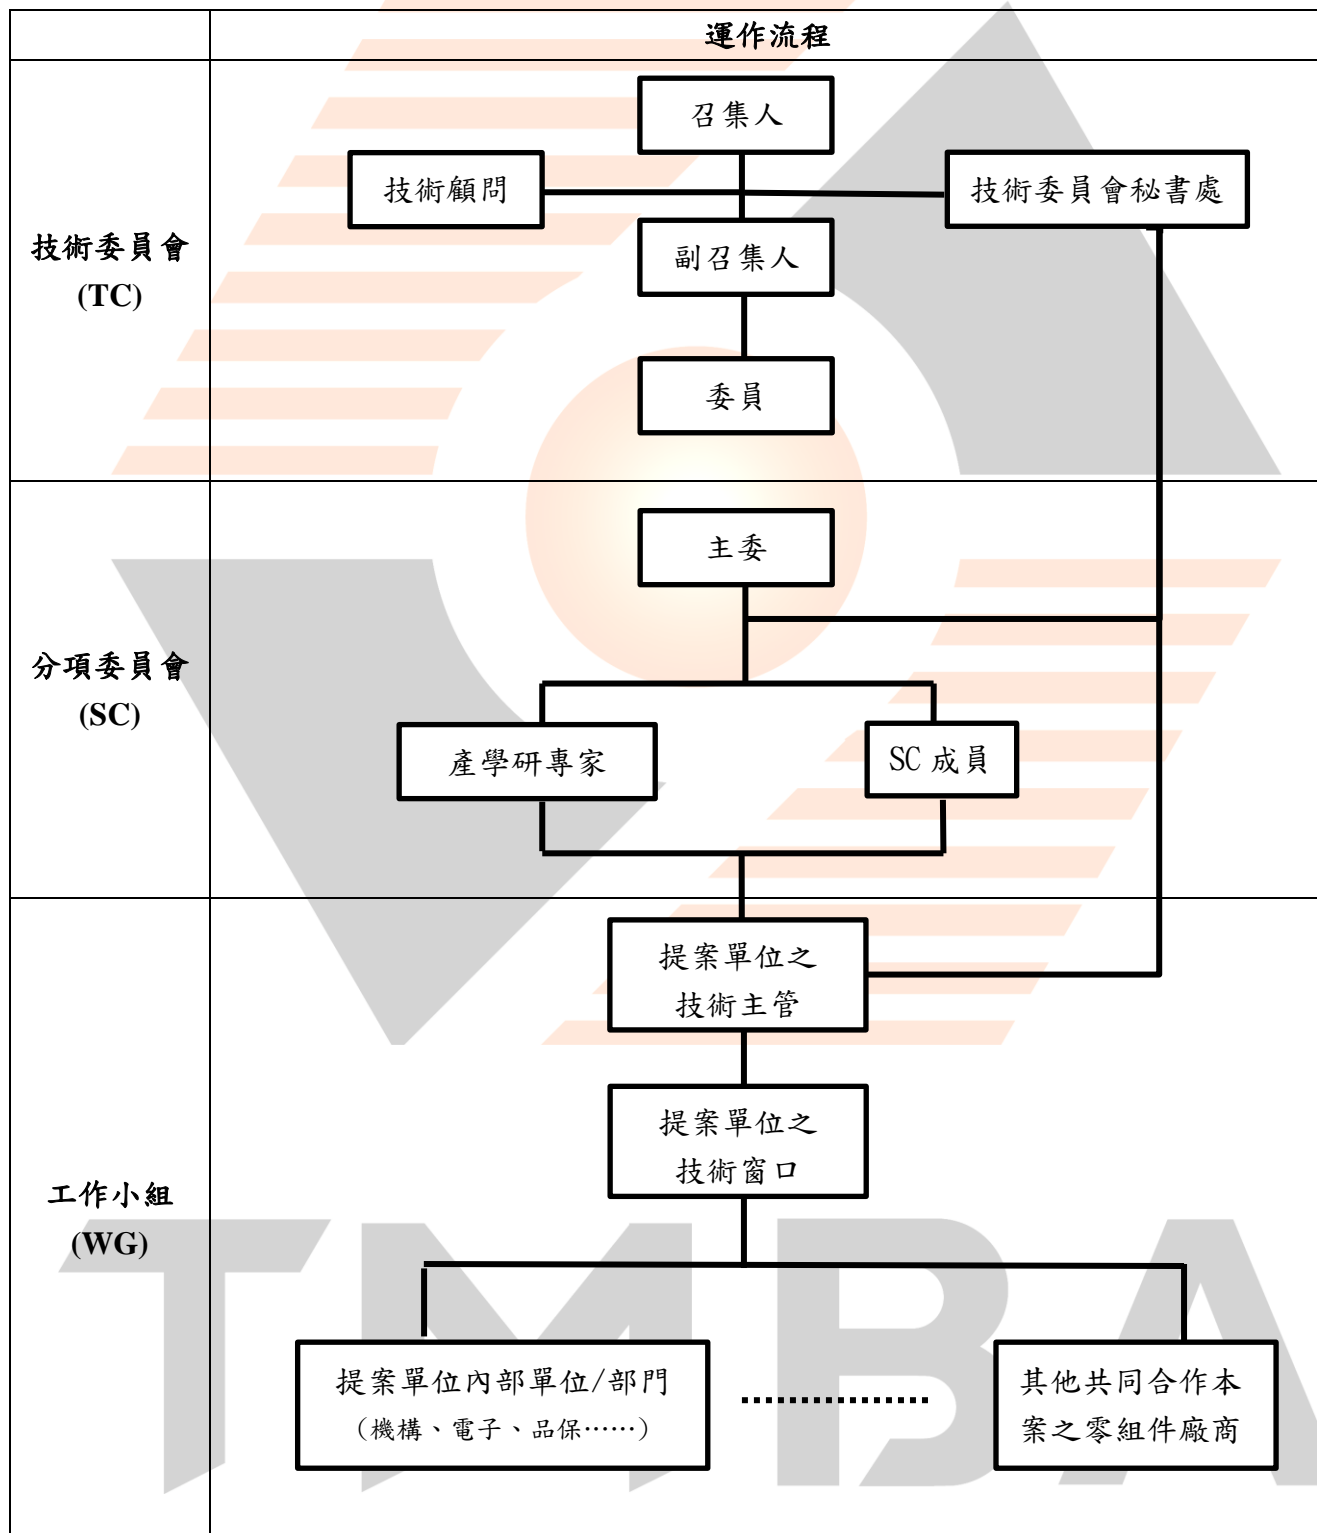 運作流程
技術委員會
(TC)
召集人
技術顧問
技術委員會秘書處
副召集人
委員
分項委員會
(SC)
主委
產學研專家
SC 成員
工作小組
(WG)
提案單位之
技術主管
提案單位之
技術窗口
提案單位內部單位/部門
（機構、電子、品保……）
其他共同合作本
案之零組件廠商
TMBA